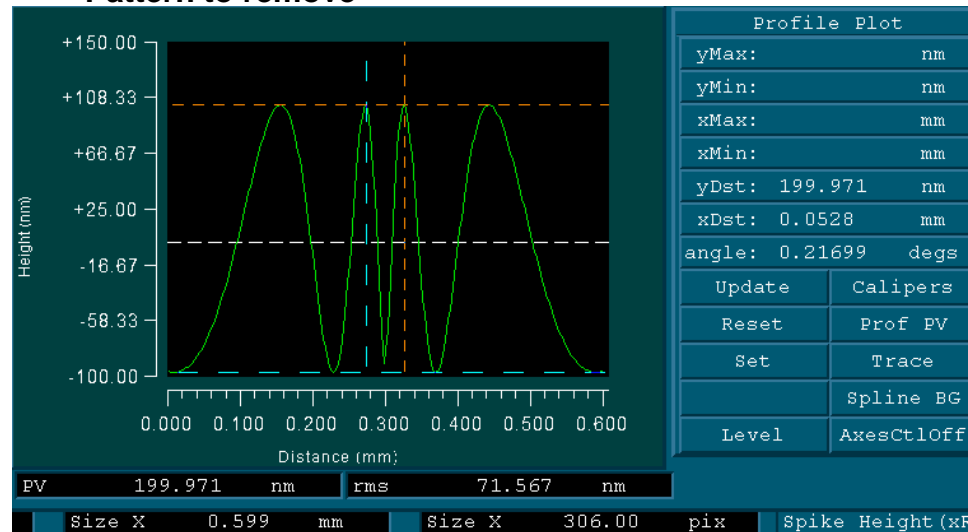 Pattern to remove
Profile Plot
+150.00
yMax: nm
yMin: nm
+108.33
xMax: mm
+66.67
xMin: mm
yDst: 199.971 nm
+25.00
xDst: 0.0528 mm
Height (nm)
angle: 0.21699 degs
-16.67
Update Calipers
-58.33
Reset Prof PV
Set Trace
-100.00
Spline BG
0.000 0.100 0.200 0.300 0.400 0.500 0.600
Level AxesCtlOff
Distance (mm)
PV 199.971 nm rms 71.567 nm
Size X 0.599 mm Size X 306.00 pix Spike Height